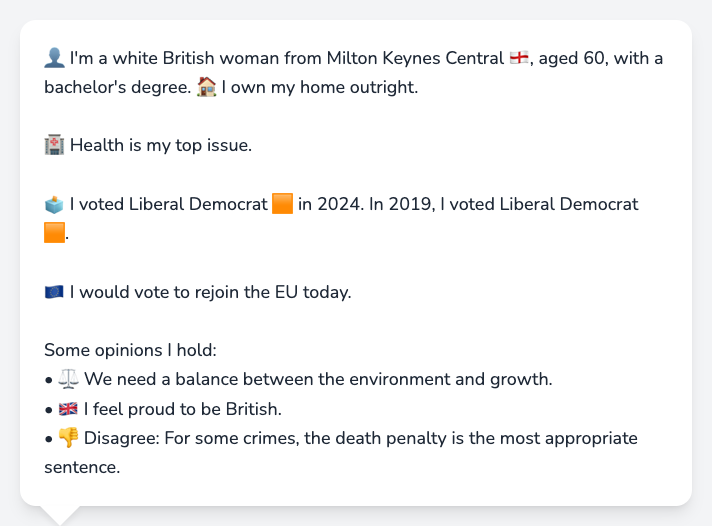 👤 I'm a white British woman from Milton Keynes Central 🏴󠁧󠁢󠁥󠁮󠁧󠁿, aged 60, with a
bachelor's degree. 🏠 I own my home outright.
🏥 Health is my top issue.
🗳️ I voted Liberal Democrat 🟧 in 2024. In 2019, I voted Liberal Democrat
🟧.
🇪🇺 I would vote to rejoin the EU today.
Some opinions I hold:
• ⚖️ We need a balance between the environment and growth.
• 🇬🇧 I feel proud to be British.
• 👎 Disagree: For some crimes, the death penalty is the most appropriate
sentence.